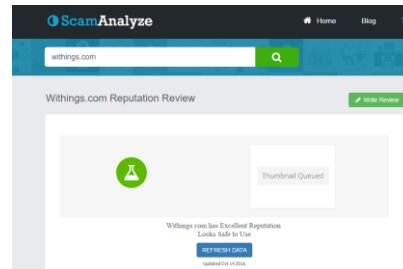 ScamAnalyze
Home
Blog
withings.com
Withings.com Reputation Review
Write Review
Thumbnail Queued
Withings.com has Excellent Reputation
Looks Safe to Use
REFRESH DATA
Updated Oct 14 2016